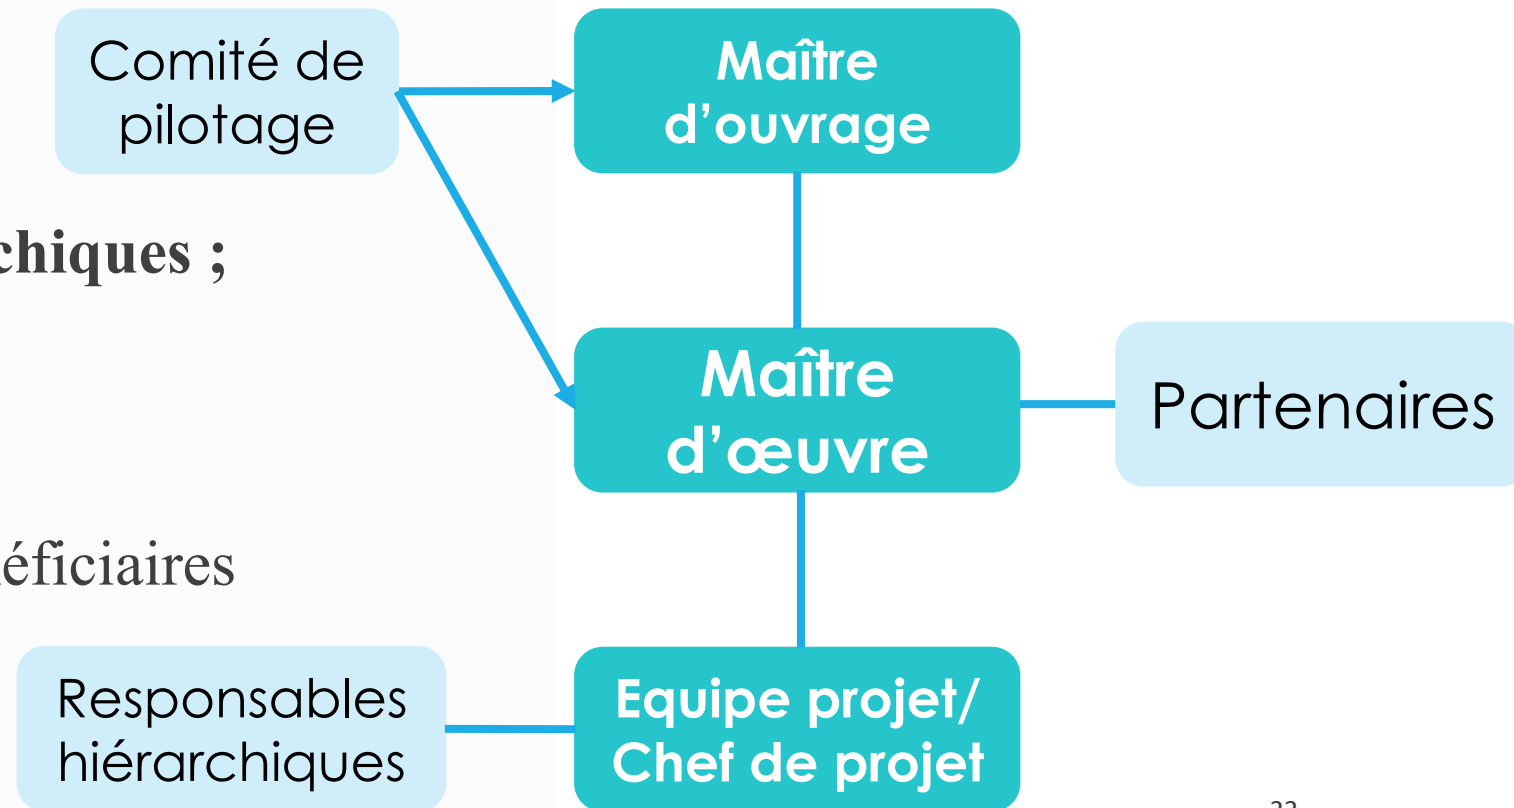 Comité de
pilotage
Maître
d’ouvrage
chiques ;
Maître
d’œuvre
Partenaires
éficiaires
Responsables
hiérarchiques
Equipe projet/
Chef de projet